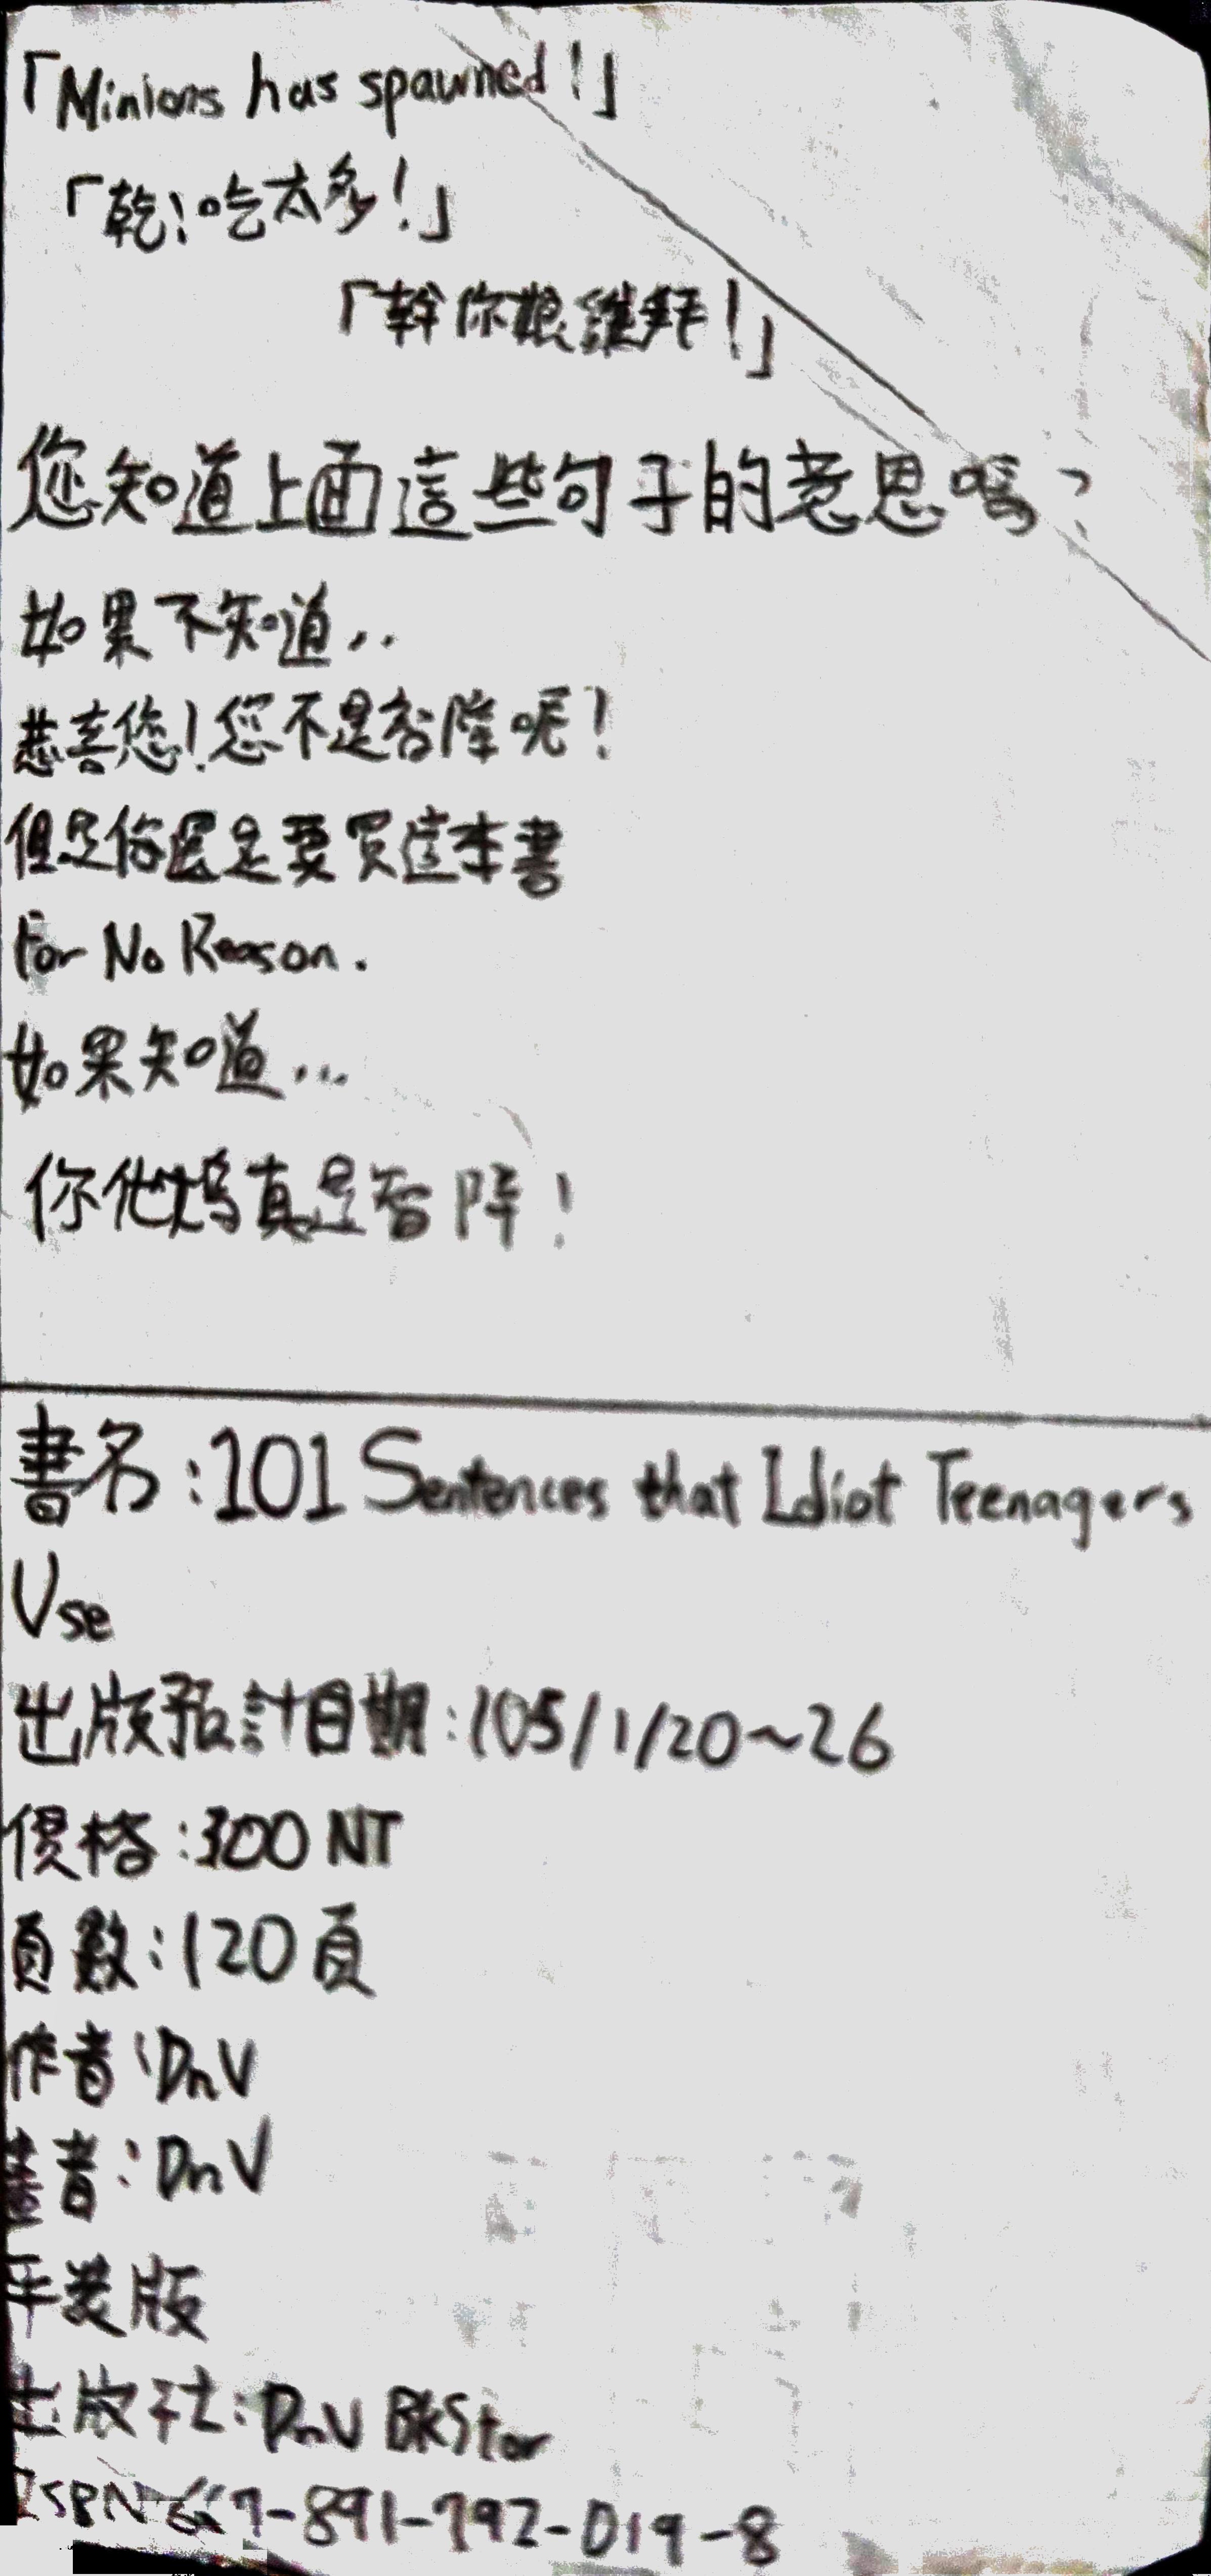 「Minions has spawned!」
「乾!吃太多!」
「幹你娘雞掰!」
您知道上面這些句子的意思嗎?
如果不知道..
恭喜您!您不是智障呢!
但是你還是要買這本書
For No Reason.
如果知道...
你他媽真是智障!
書名:101 Sentences that Idiot Teenagers
Use
出版預計日期:105/1/20~26
價格:300 NT
頁數:120頁
作者:DnV
著者:DnV
平裝版
出版社:DnV BkStor
ISBN 7-891-792-019-8